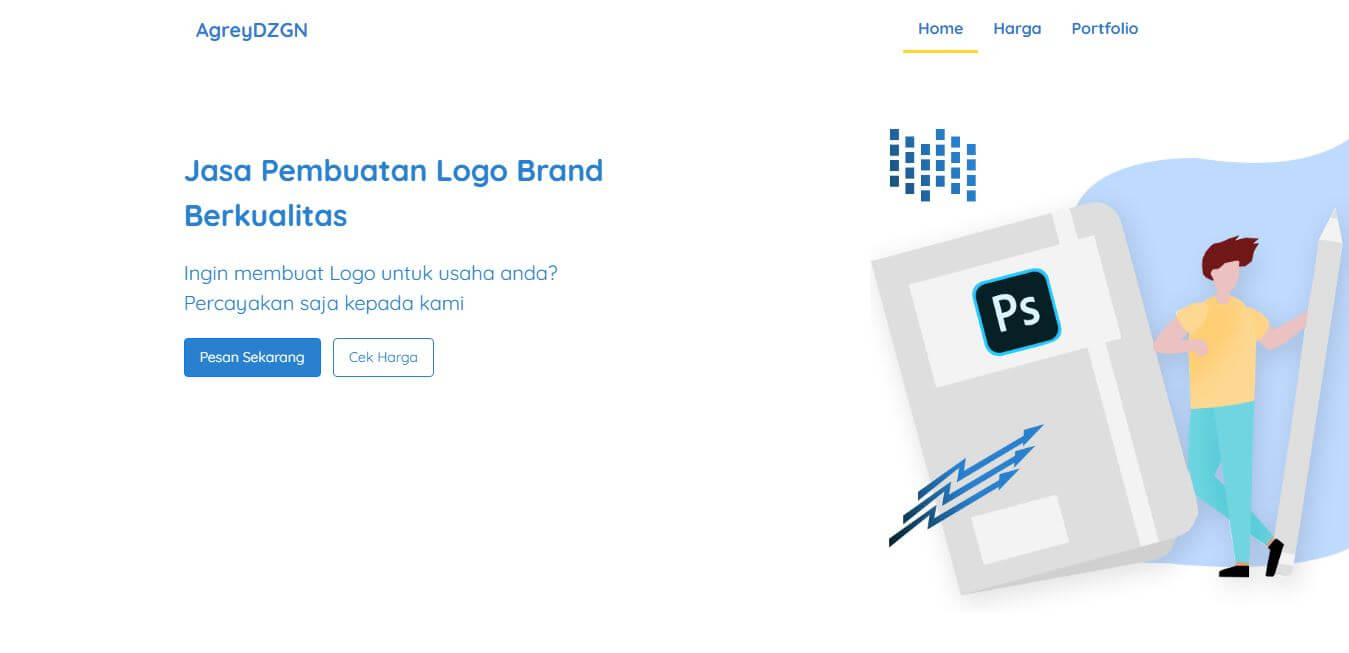 AgreyDZGN
Home Harga Portfolio
Jasa Pembuatan Logo Brand
Berkualitas
Ingin membuat Logo untuk usaha anda?
Percayakan saja kepada kami
Pesan Sekarang Cek Harga
Ps